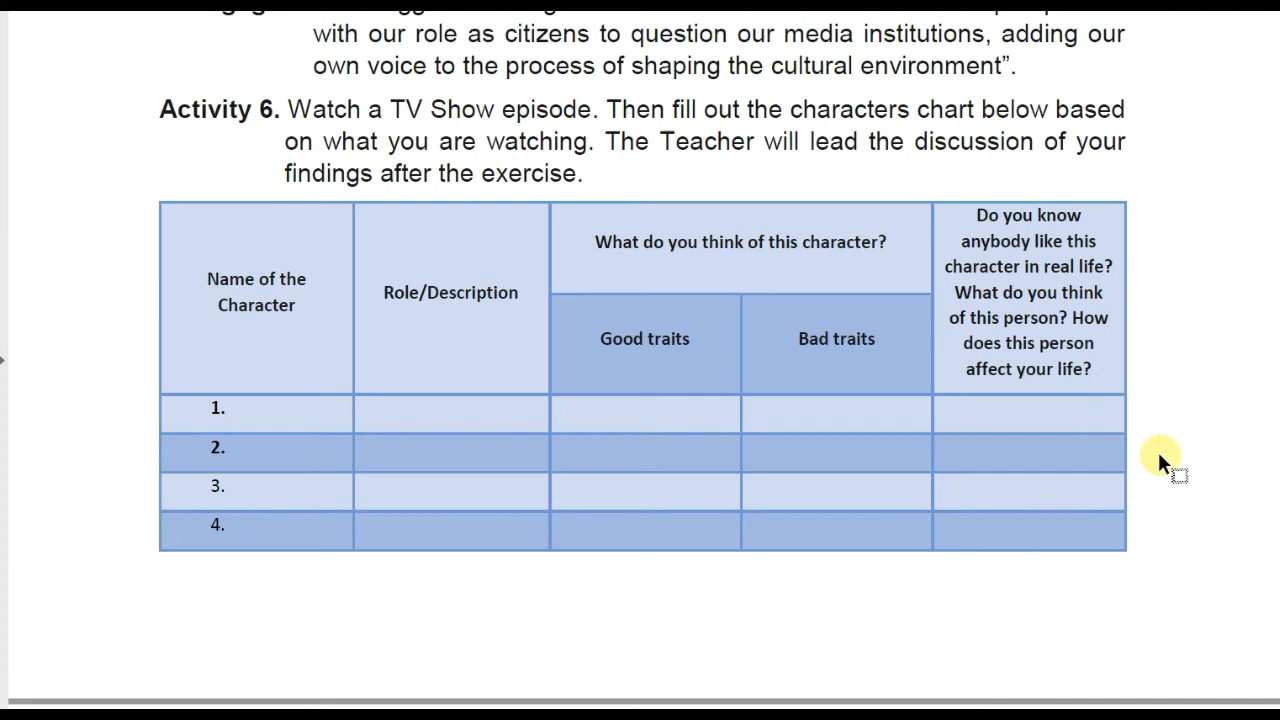 with our role as citizens to question our media institutions, adding our
own voice to the process of shaping the cultural environment”.
Activity 6. Watch a TV Show episode. Then fill out the characters chart below based
on what you are watching. The Teacher will lead the discussion of your
findings after the exercise.
Name of the
Character
Role/Description
What do you think of this character?
Good traits
Bad traits
Do you know
anybody like this
character in real life?
What do you think
of this person? How
does this person
affect your life?
1.
2.
3.
4.